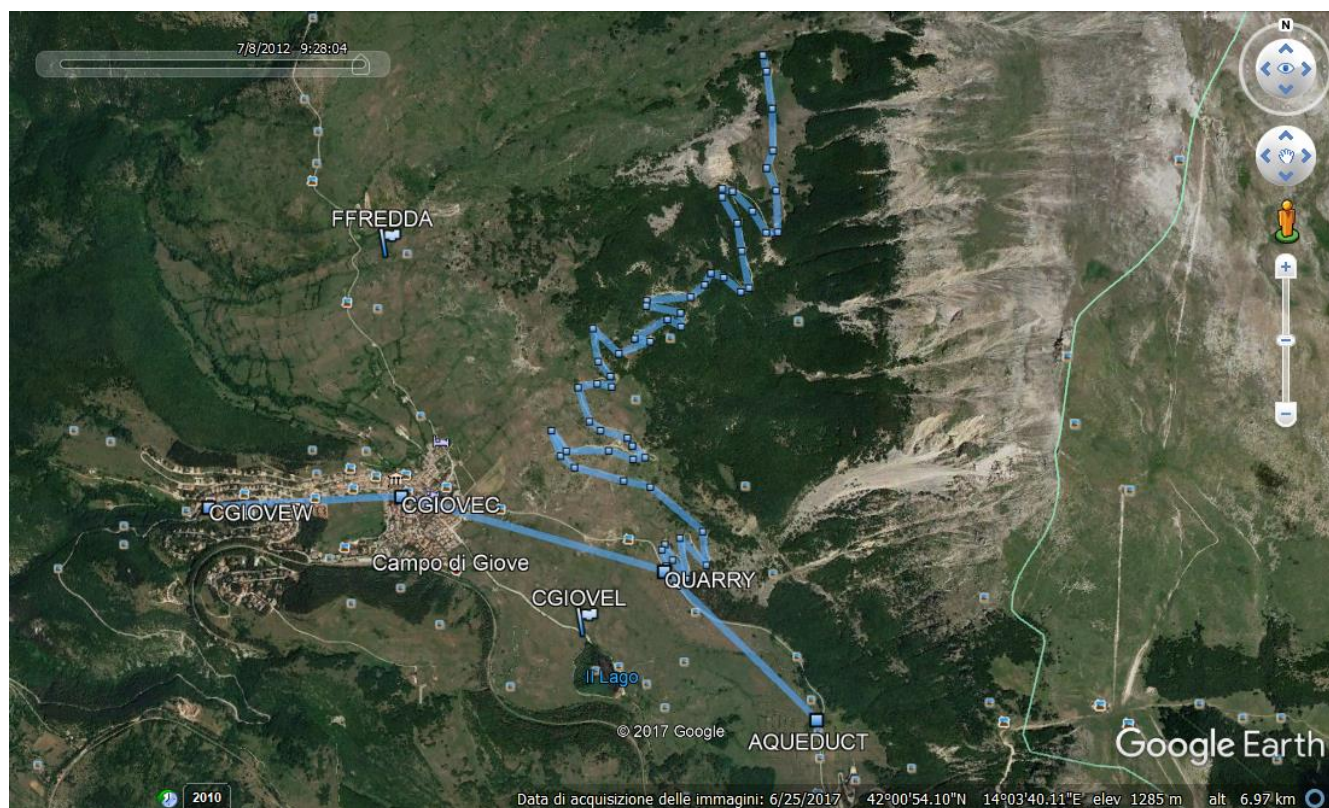 7/8/2012 9:28:04
N
FFREDDA
CGIOVEW
CGIOVEC
Campo di Giove
QUARRY
CGIOVEL
Il Lago
© 2017 Google
AQUEDUCT
Google Earth
2010
Data di acquisizione delle immagini: 6/25/2017 42°00'54.10"N 14°03'40.11"E elev 1285 m alt 6.97 km